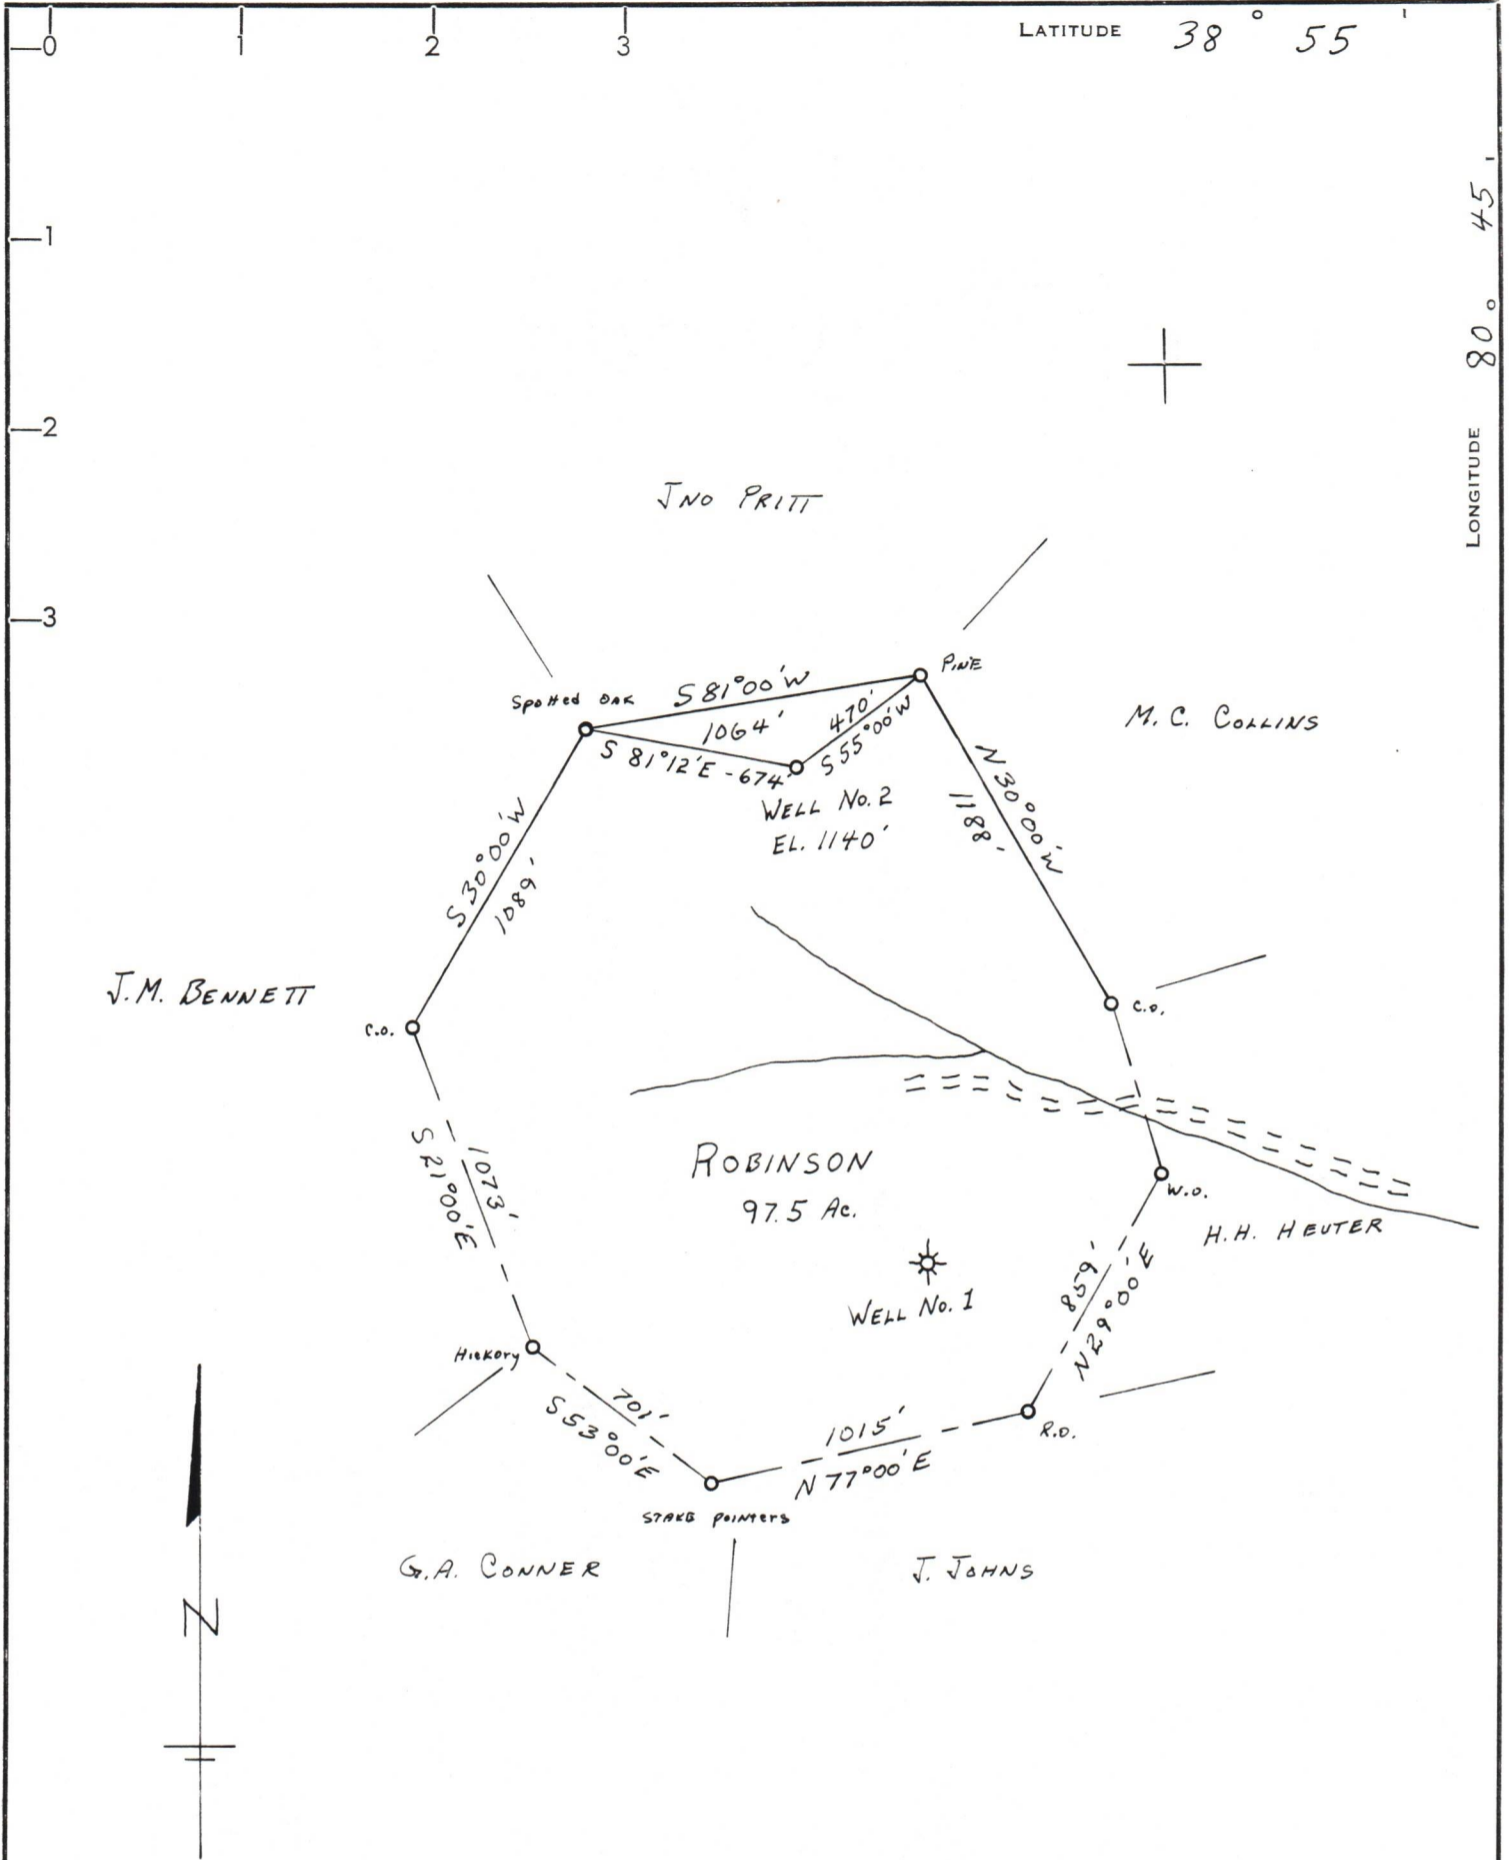 0 1 2 3
LATITUDE 38° 55'
1
2
3
LONGITUDE 80° 45'
JNO PRITT
Spotted OAK
S 81°00' W
1064'
PINE
470'
S 55°00' W
S 81°12' E - 674'
WELL NO. 2
EL. 1140'
M. C. COLLINS
N 30°00' W
1188'
S 30°00' W
1089'
J.M. BENNETT
C.O.
C.O.
1073'
S 21°00' E
ROBINSON
97.5 Ac.
W.O.
H.H. HEUTER
WELL NO. 1
859'
N 29°00' E
Hickory
701'
S 53°00' E
1015'
N 77°00' E
R.O.
STAKE pointers
G.A. CONNER
J. JOHNS
N